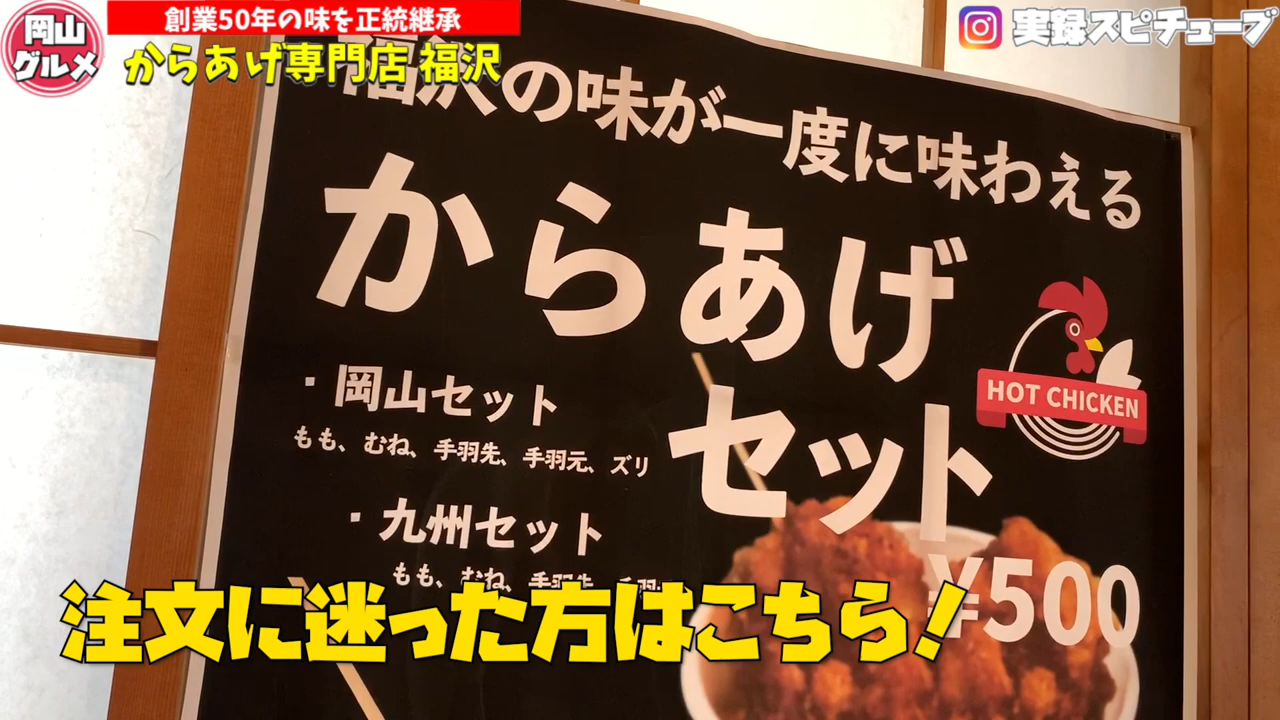 岡山
グルメ
創業50年の味を正統継承
からあげ専門店 福沢
実録スピチューブ
福沢の味が一度に味わえる
からあげ
セット
HOT CHICKEN
・岡山セット
もも、むね、手羽先、手羽元、ズリ
・九州セット
もも、むね、手羽先、手羽
¥500
注文に迷った方はこちら!